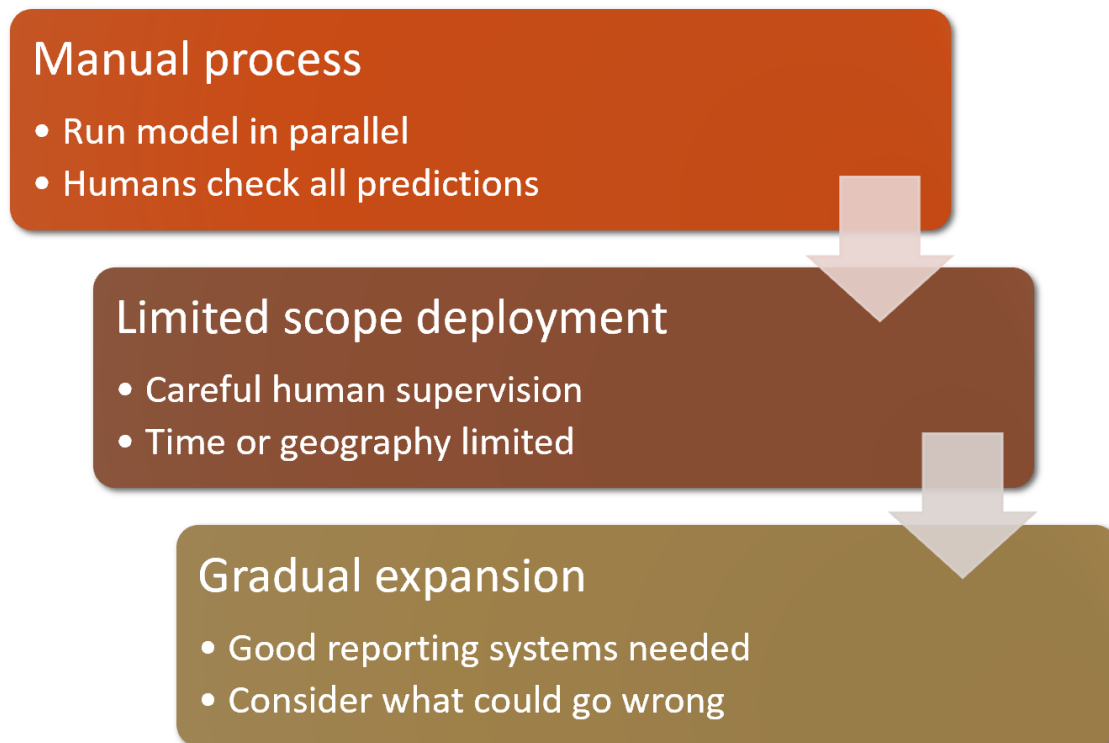 Manual process
• Run model in parallel
• Humans check all predictions
Limited scope deployment
• Careful human supervision
• Time or geography limited
Gradual expansion
• Good reporting systems needed
• Consider what could go wrong